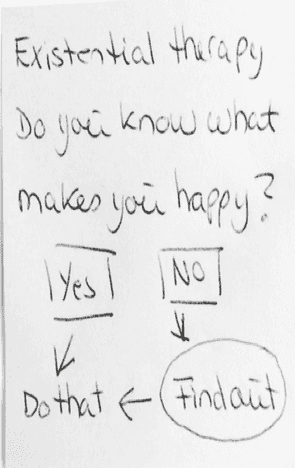 Existential therapy
Do you know what
makes you happy?
Yes NO
Do that ← Find out